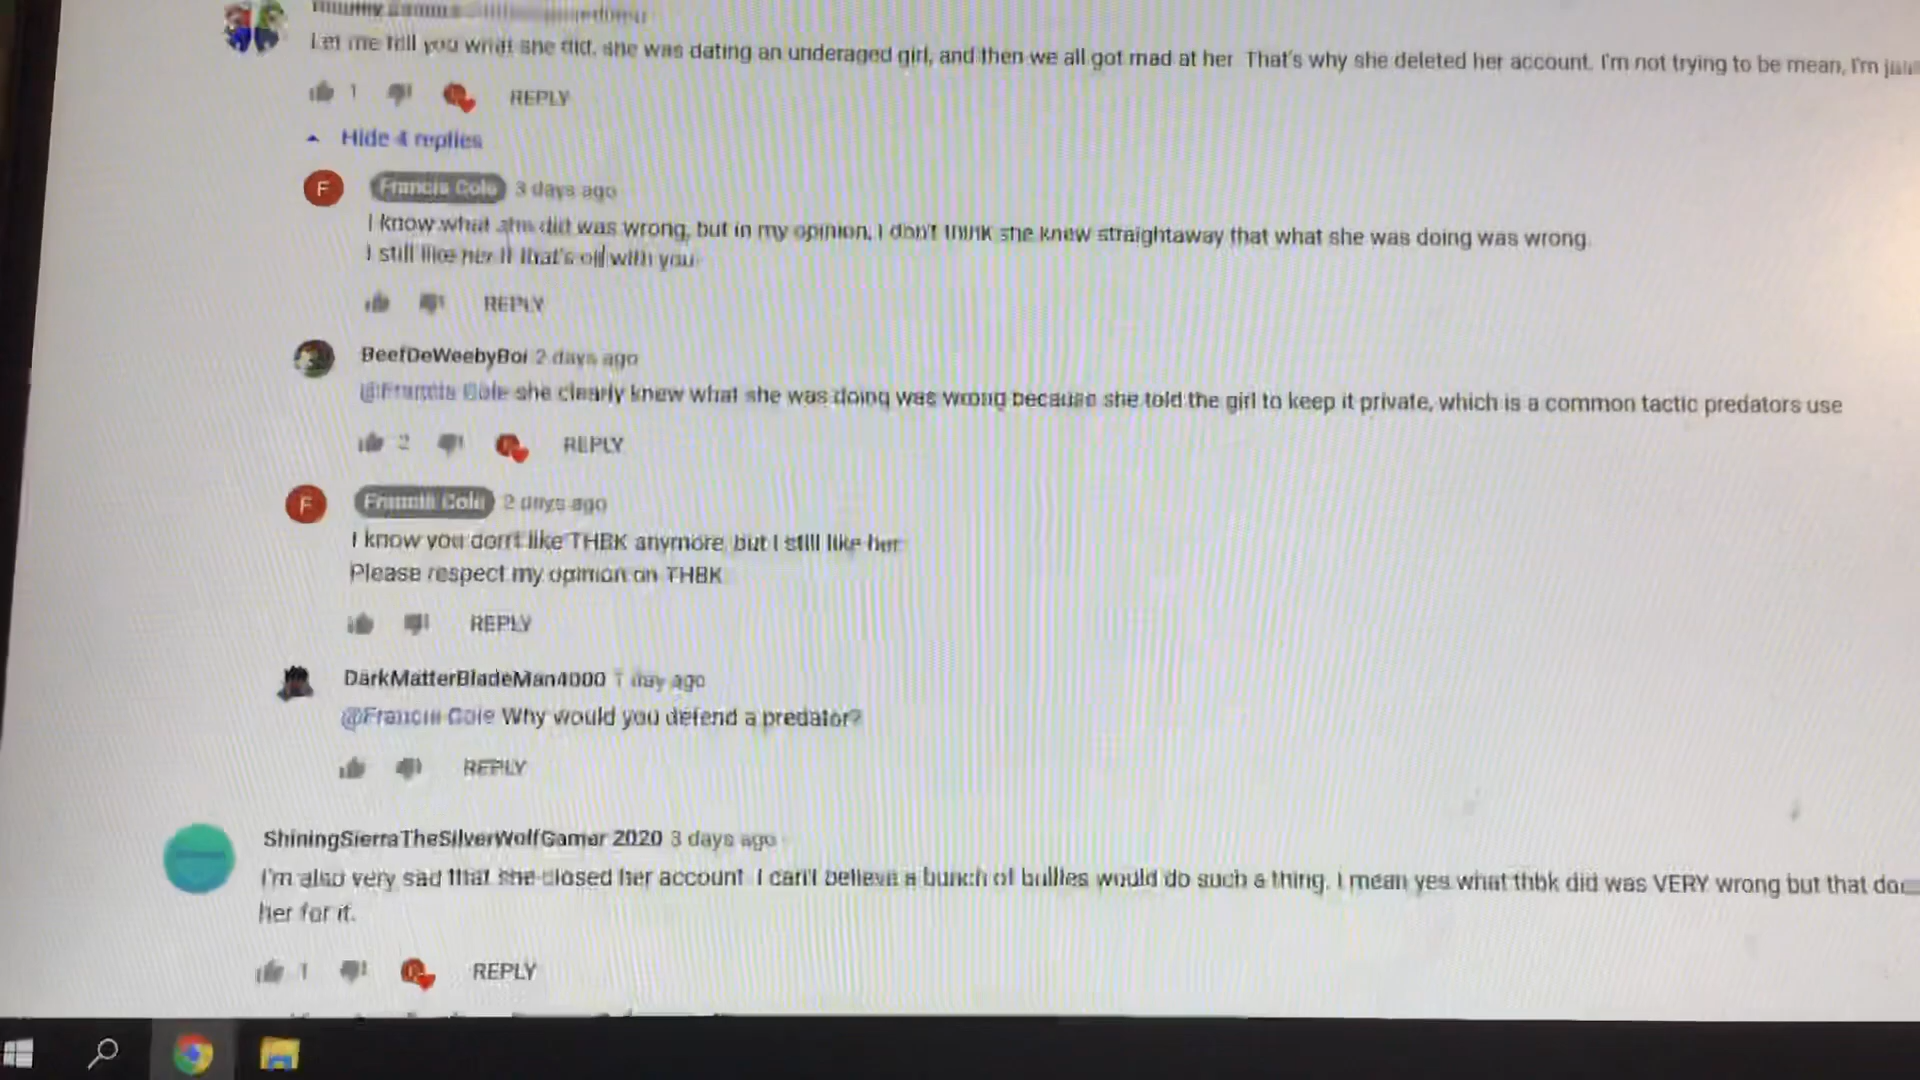 Let me tell you what she did, she was dating an underaged girl, and then we all got mad at her. That's why she deleted her account. I'm not trying to be mean, I'm
1 REPLY
Hide 4 replies
F Francis Cole 3 days ago
I know what she did was wrong, but in my opinion, I don't think she knew straightaway that what she was doing was wrong.
I still like her if that's ok with you
REPLY
BeefDeWeebyBoi 2 days ago
@Francis Cole she clearly knew what she was doing was wrong because she told the girl to keep it private, which is a common tactic predators use
2 REPLY
F Francis Cole 2 days ago
I know you don't like THBK anymore, but I still like her
Please respect my opinion on THBK
REPLY
DarkMatterBladeMan4000 1 day ago
@Francis Cole Why would you defend a predator?
REPLY
ShiningSierraTheSilverWolfGamer 2020 3 days ago
I'm also very sad that she closed her account. I can't believe a bunch of bullies would do such a thing. I mean yes what thbk did was VERY wrong but that
her for it.
1 REPLY